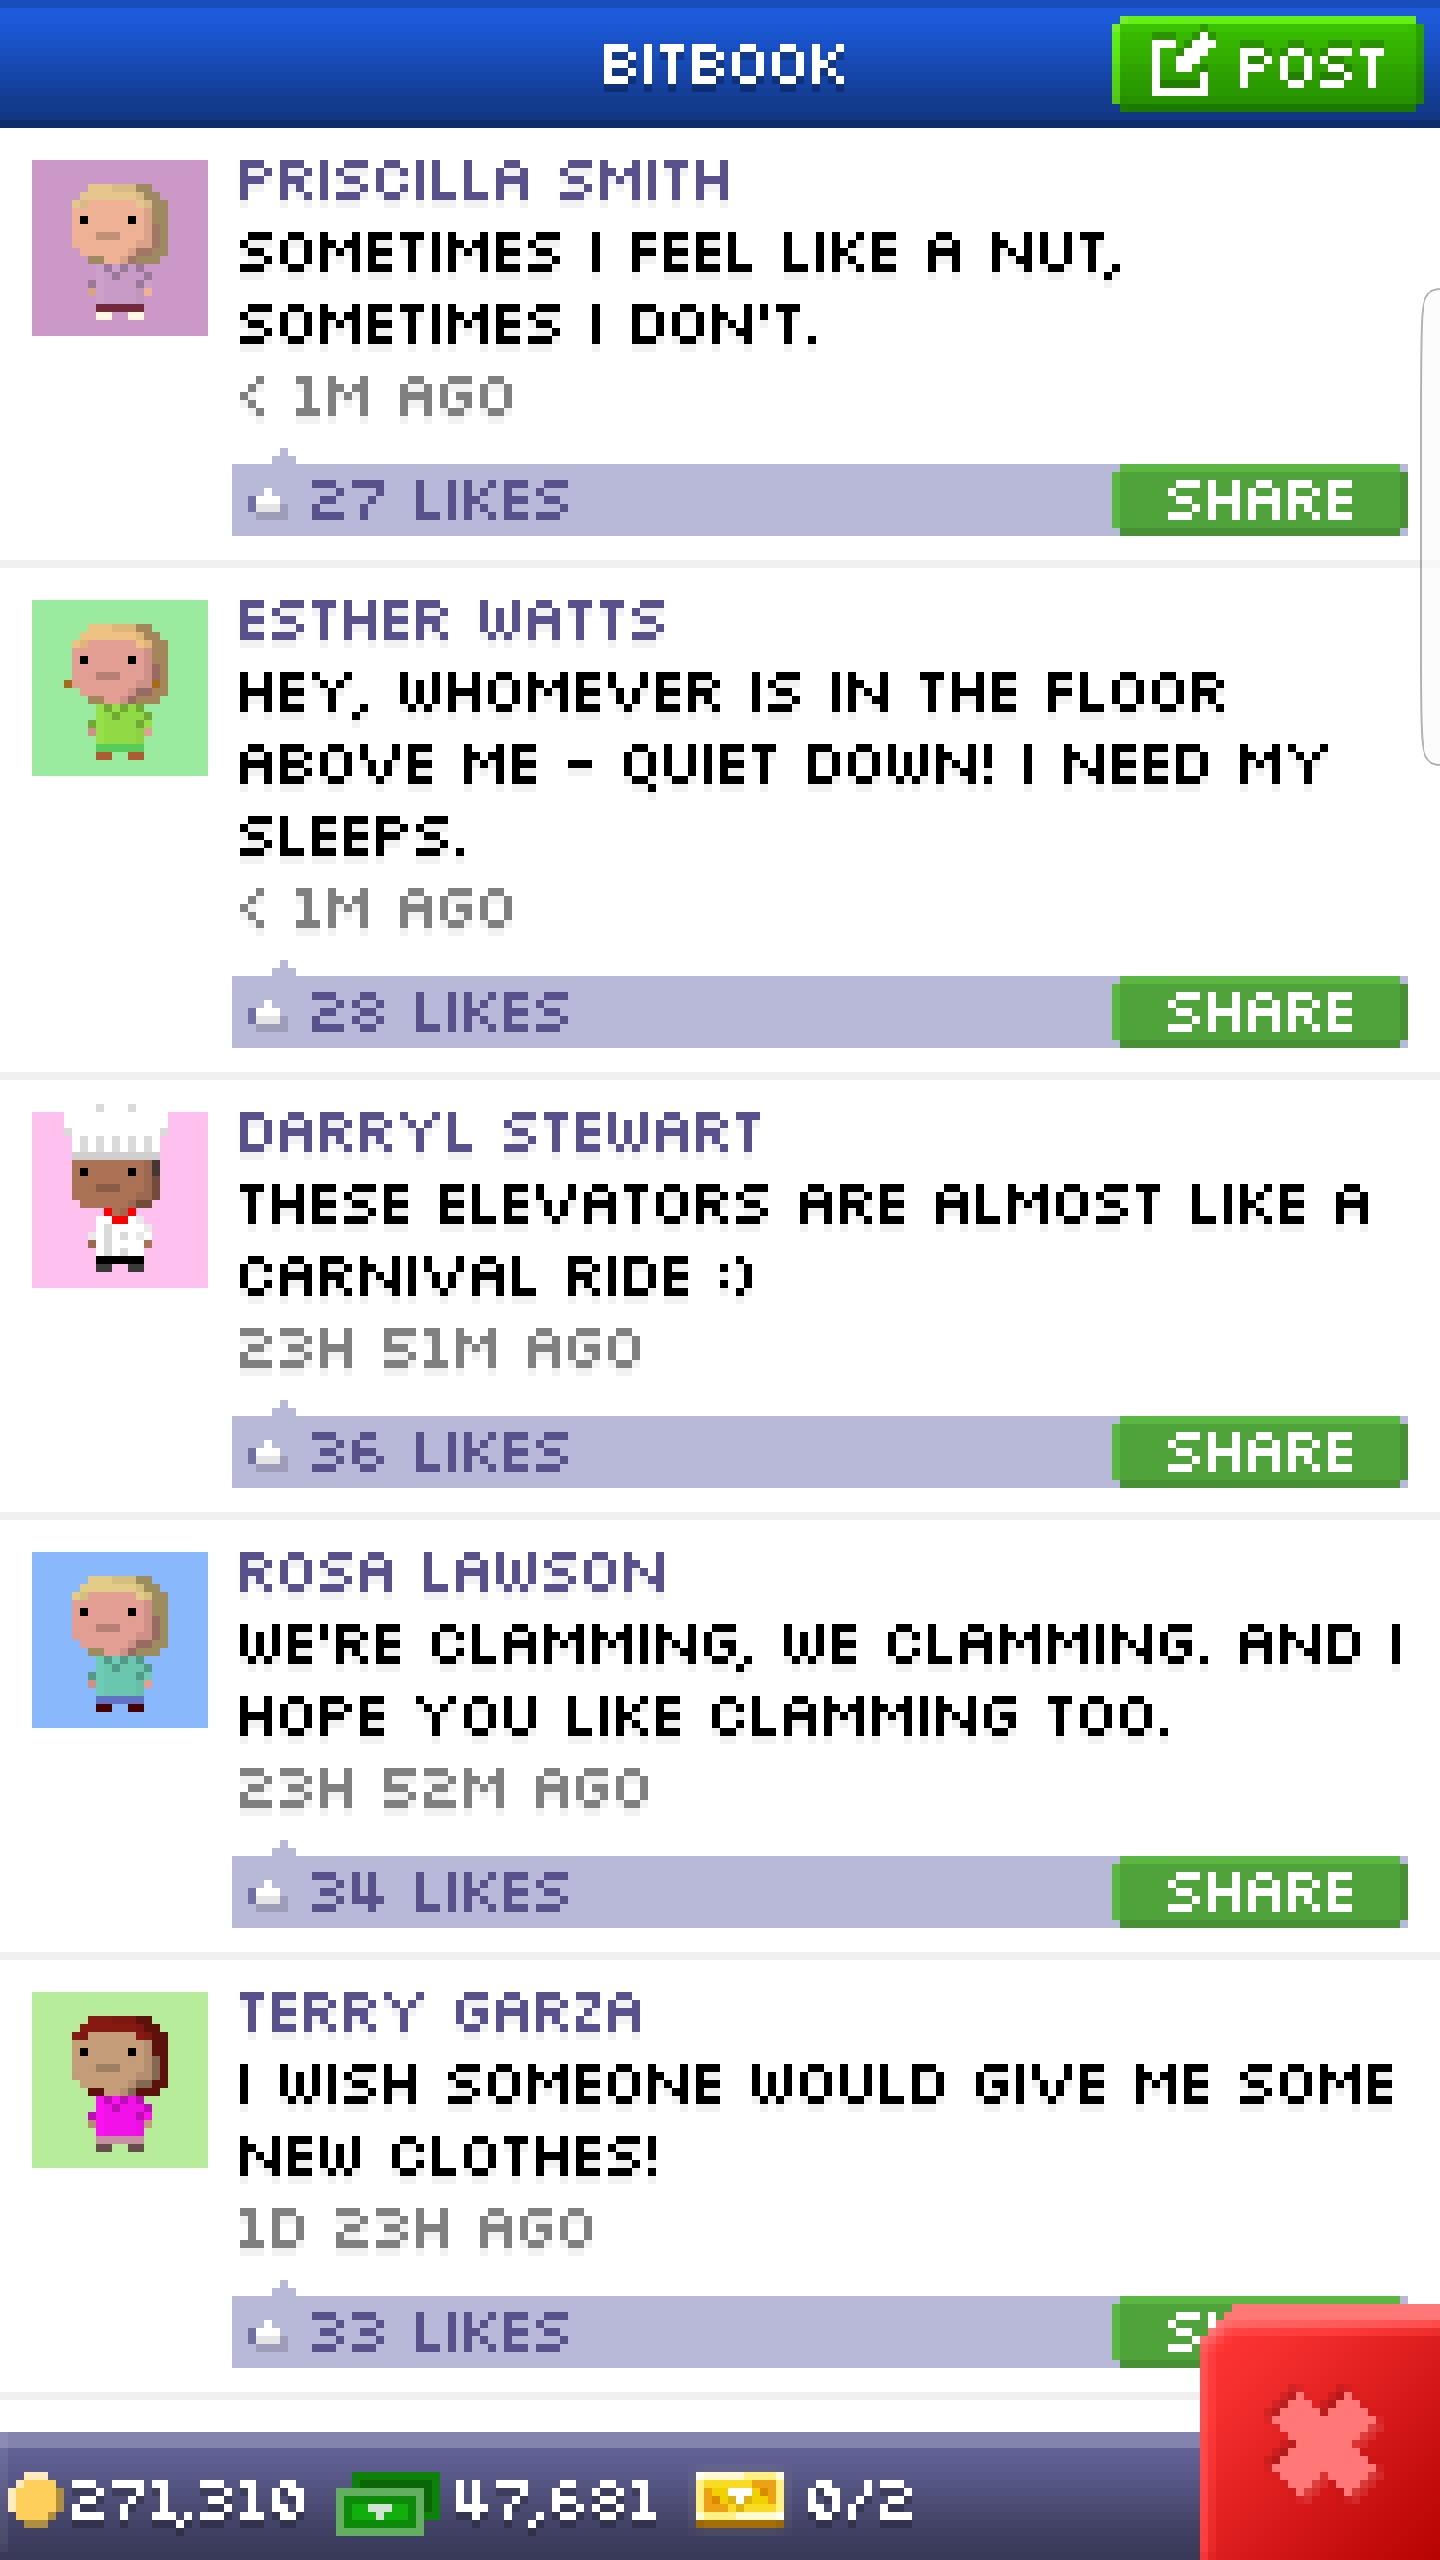 BITBOOK
POST
PRISCILLA SMITH
SOMETIMES I FEEL LIKE A NUT,
SOMETIMES I DON'T.
< 1M AGO
27 LIKES
SHARE
ESTHER WATTS
HEY, WHOMEVER IS IN THE FLOOR
ABOVE ME - QUIET DOWN! I NEED MY
SLEEPS.
< 1M AGO
28 LIKES
SHARE
DARRYL STEWART
THESE ELEVATORS ARE ALMOST LIKE A
CARNIVAL RIDE :)
23H 51M AGO
36 LIKES
SHARE
ROSA LAWSON
WE'RE CLAMMING, WE CLAMMING. AND I
HOPE YOU LIKE CLAMMING TOO.
23H 52M AGO
34 LIKES
SHARE
TERRY GARZA
I WISH SOMEONE WOULD GIVE ME SOME
NEW CLOTHES!
1D 23H AGO
33 LIKES
271,310 47,681 0/2